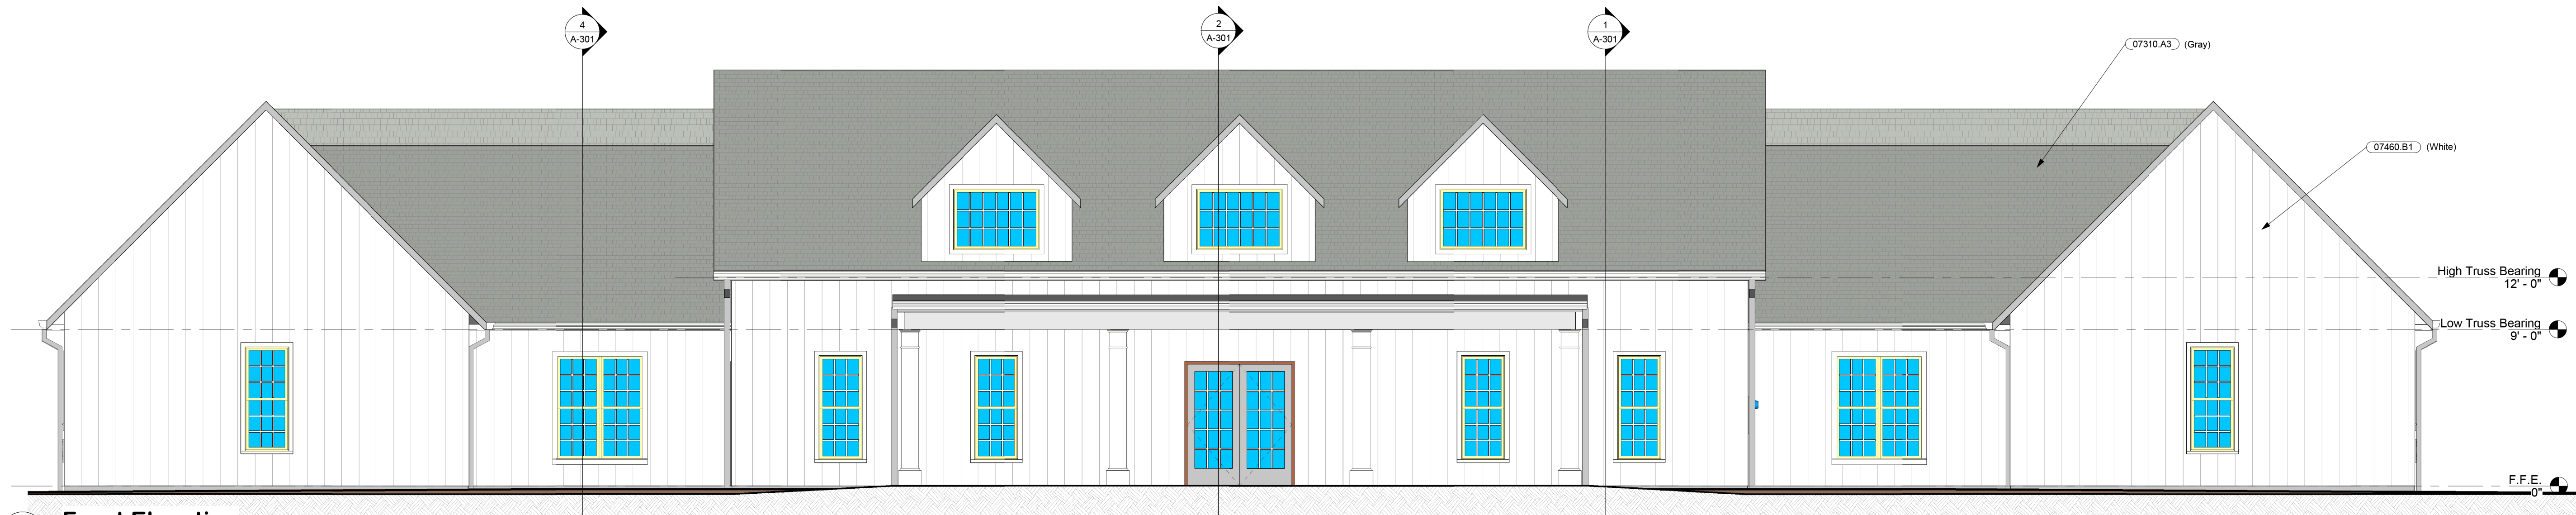 4
A-301
2
A-301
1
A-301
07310.A3 (Gray)
07460.B1 (White)
High Truss Bearing
12' - 0"
Low Truss Bearing
9' - 0"
F.F.E.
0"